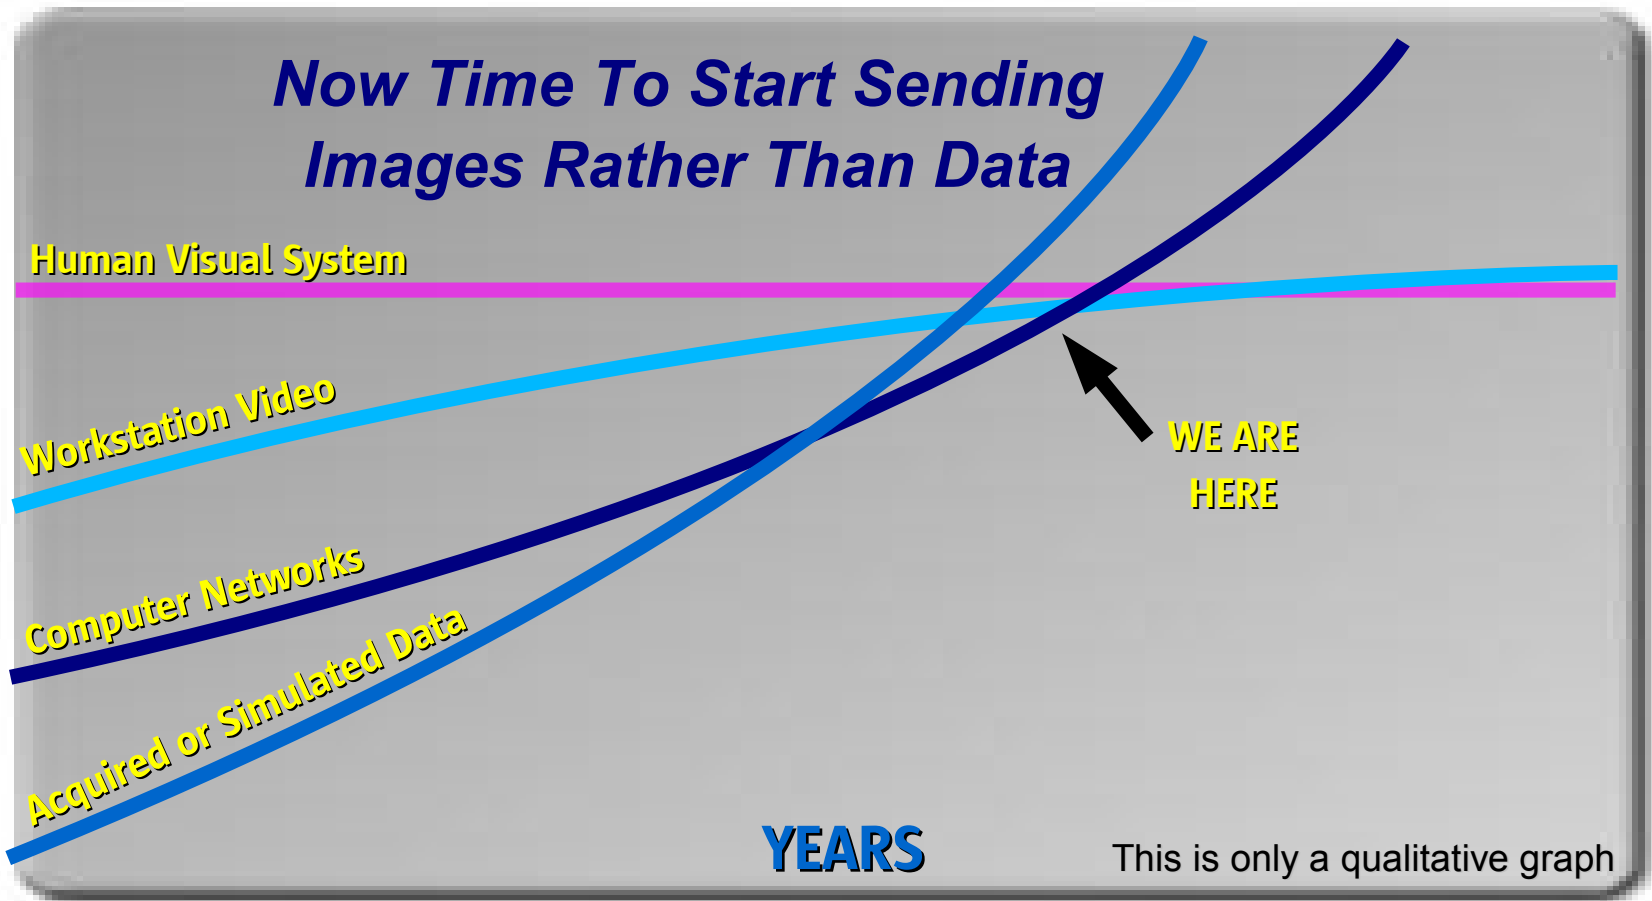 Now Time To Start Sending
Images Rather Than Data
Human Visual System
Workstation Video
Computer Networks
Acquired or Simulated Data
WE ARE
HERE
YEARS
This is only a qualitative graph